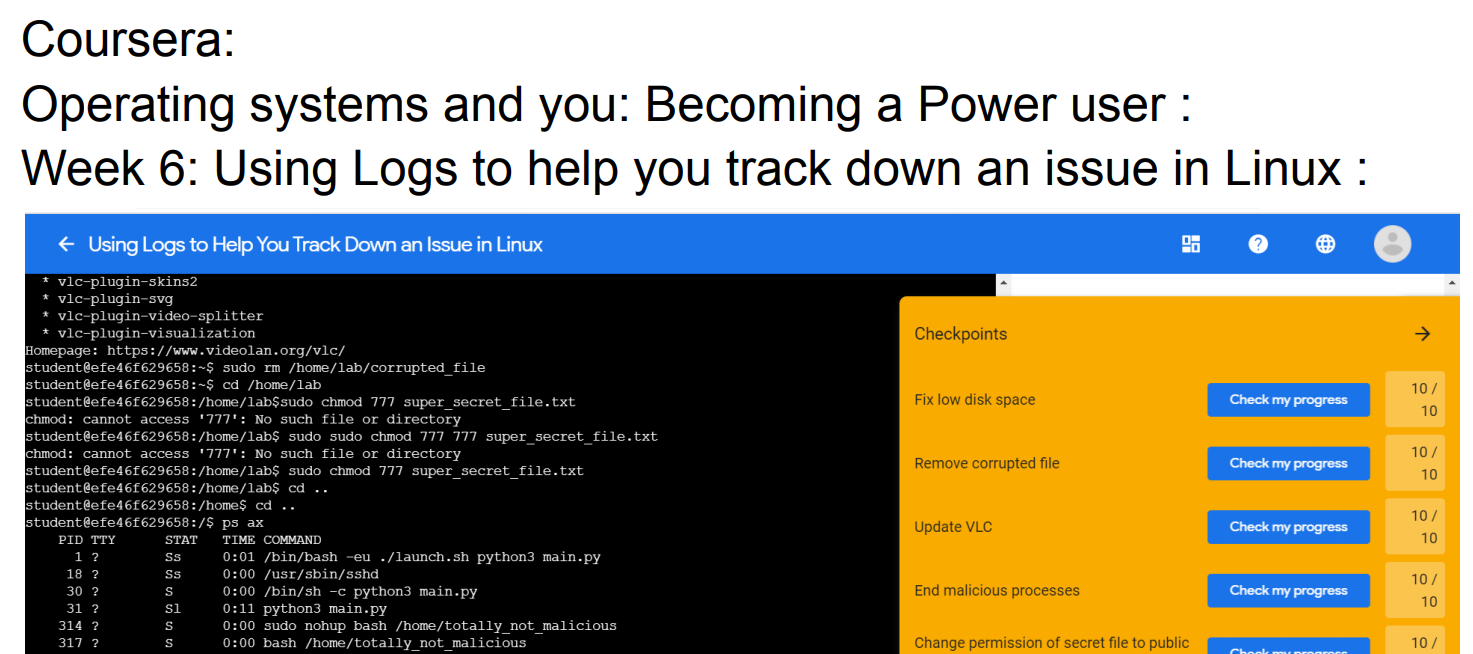 Coursera:
Operating systems and you: Becoming a Power user :
Week 6: Using Logs to help you track down an issue in Linux :
← Using Logs to Help You Track Down an Issue in Linux
* vlc-plugin-skins2
* vlc-plugin-svg
* vlc-plugin-video-splitter
* vlc-plugin-visualization
Homepage: https://www.videolan.org/vlc/
student@efe46f629658:~$ sudo rm /home/lab/corrupted_file
student@efe46f629658:~$ cd /home/lab
student@efe46f629658:/home/lab$sudo chmod 777 super_secret_file.txt
chmod: cannot access '777': No such file or directory
student@efe46f629658:/home/lab$ sudo sudo chmod 777 777 super_secret_file.txt
chmod: cannot access '777': No such file or directory
student@efe46f629658:/home/lab$ sudo chmod 777 super_secret_file.txt
student@efe46f629658:/home/lab$ cd ..
student@efe46f629658:/home$ cd ..
student@efe46f629658:/$ ps ax
PID TTY STAT TIME COMMAND
1 ? Ss 0:01 /bin/bash -eu ./launch.sh python3 main.py
18 ? Ss 0:00 /usr/sbin/sshd
30 ? S 0:00 /bin/sh -c python3 main.py
31 ? Sl 0:11 python3 main.py
314 ? S 0:00 sudo nohup bash /home/totally_not_malicious
317 ? S 0:00 bash /home/totally_not_malicious
Checkpoints →
Fix low disk space Check my progress 10 /
10
Remove corrupted file Check my progress 10 /
10
Update VLC Check my progress 10 /
10
End malicious processes Check my progress 10 /
10
Change permission of secret file to public Check my progress 10 /